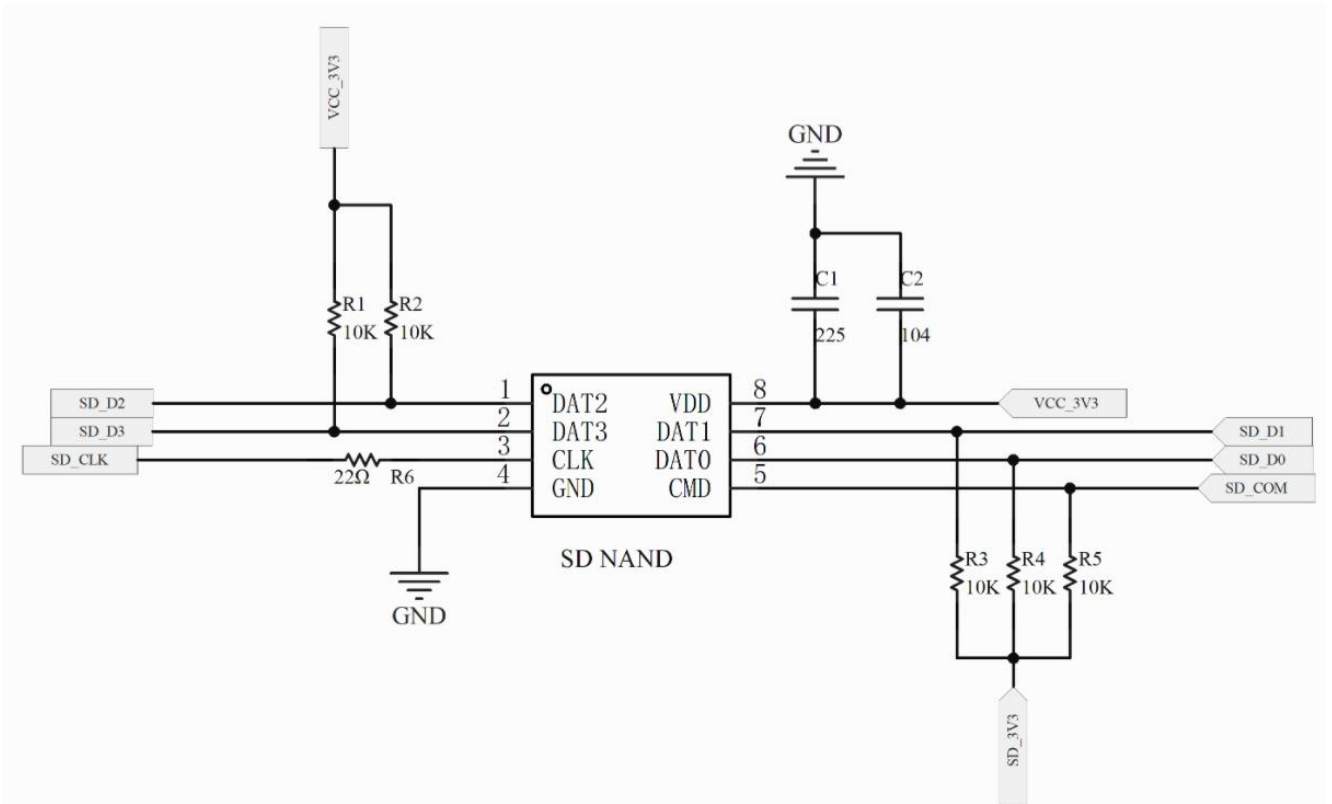 VCC_3V3
GND
C1
C2
225
104
R1
R2
10K
10K
SD_D2
SD_D3
SD_CLK
22Ω
R6
1
2
3
4
DAT2
DAT3
CLK
GND
VDD
DAT1
DAT0
CMD
8
7
6
5
VCC_3V3
SD_D1
SD_D0
SD_COM
SD NAND
GND
R3
R4
R5
10K
10K
10K
SD_3V3